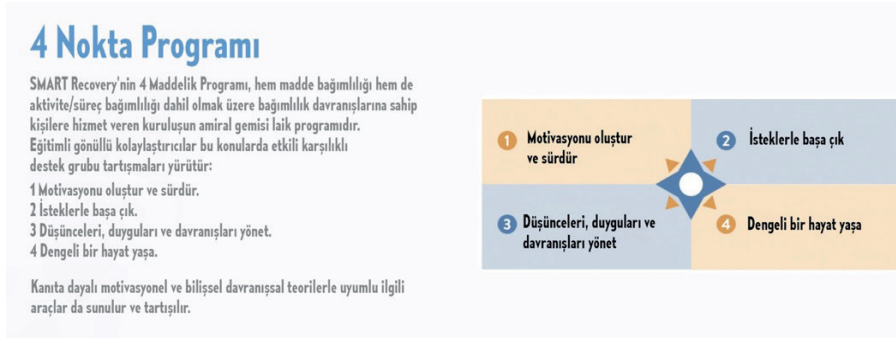 4 Nokta Programı
SMART Recovery'nin 4 Maddelik Programı, hem madde bağımlılığı hem de
aktivite/süreç bağımlılığı dahil olmak üzere bağımlılık davranışlarına sahip
kişilere hizmet veren kuruluşun amiral gemisi laik programıdır.
Eğitimli gönüllü kolaylaştırıcılar bu konularda etkili karşılıklı
destek grubu tartışmaları yürütür:
1 Motivasyonu oluştur ve sürdür.
2 İsteklerle başa çık.
3 Düşünceleri, duyguları ve davranışları yönet.
4 Dengeli bir hayat yaşa.
Kanıta dayalı motivasyonel ve bilişsel davranışsal teorilerle uyumlu ilgili
araçlar da sunulur ve tartışılır.
1 Motivasyonu oluştur
ve sürdür
2 İsteklerle başa çık
3 Düşünceleri, duyguları ve
davranışları yönet
4 Dengeli bir hayat yaşa